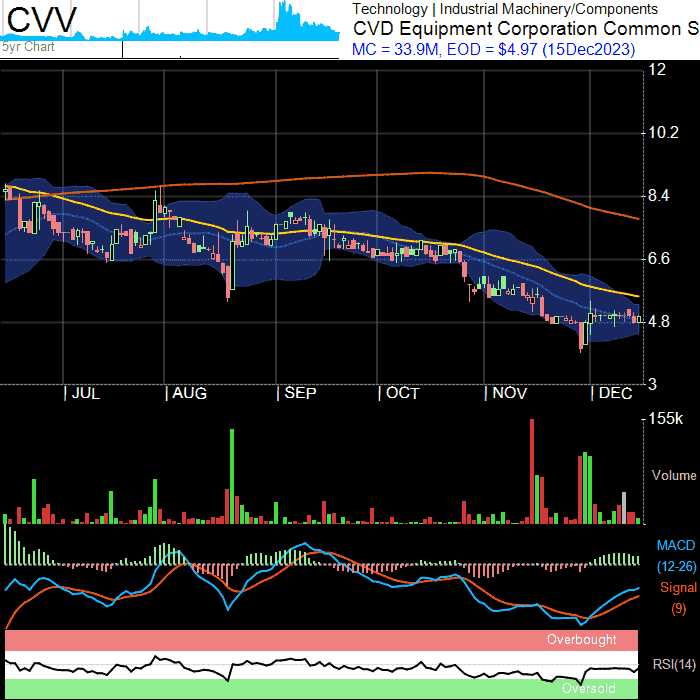 CVV
5yr Chart
Technology | Industrial Machinery/Components
CVD Equipment Corporation Common S
MC = 33.9M, EOD = $4.97 (15Dec2023)
12
10.2
8.4
6.6
4.8
3
| JUL | AUG | SEP | OCT | NOV | DEC
155k
Volume
MACD
(12-26)
Signal
(9)
Overbought
RSI(14)
Oversold